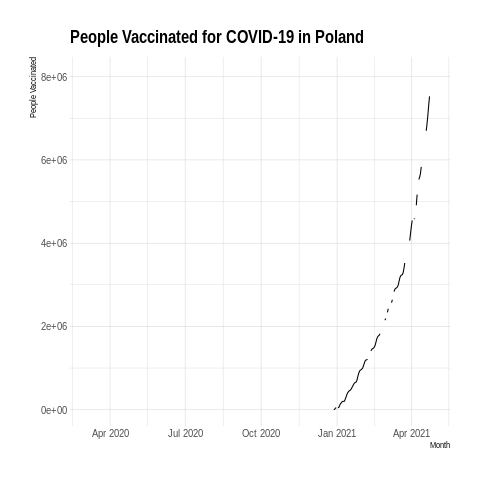 People Vaccinated for COVID-19 in Poland
People Vaccinated
8e+06
6e+06
4e+06
2e+06
0e+00
Apr 2020 Jul 2020 Oct 2020 Jan 2021 Apr 2021
Month